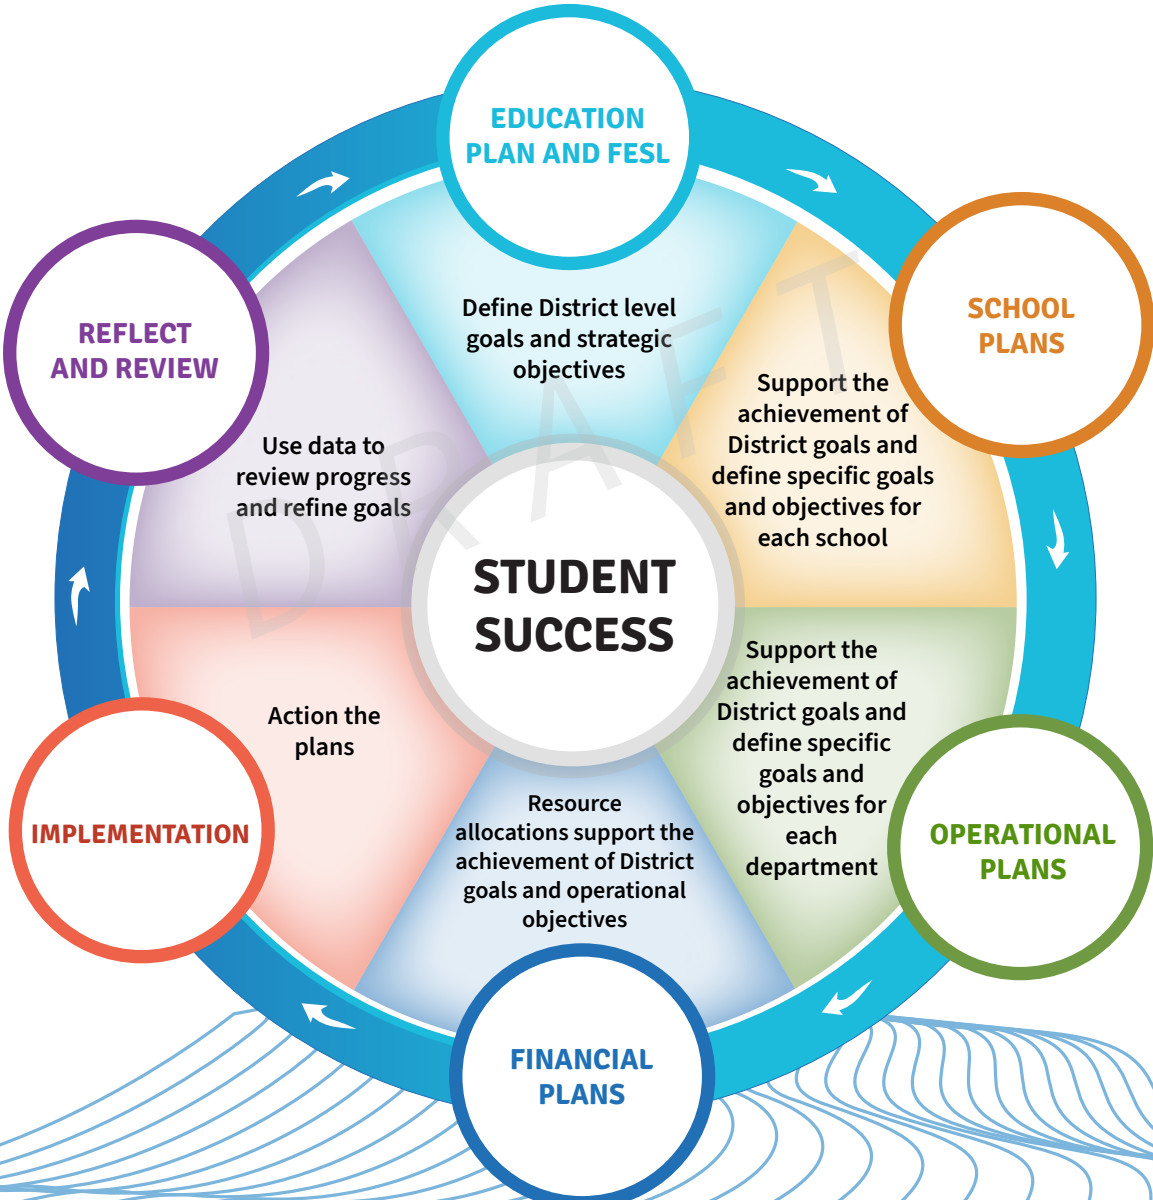 EDUCATION
PLAN AND FESL
Define District level
goals and strategic
objectives
SCHOOL
PLANS
Support the
achievement of
District goals and
define specific goals
and objectives for
each school
OPERATIONAL
PLANS
Support the
achievement of
District goals and
define specific
goals and
objectives for
each
department
FINANCIAL
PLANS
Resource
allocations support the
achievement of District
goals and operational
objectives
IMPLEMENTATION
Action the
plans
REFLECT
AND REVIEW
Use data to
review progress
and refine goals
STUDENT
SUCCESS
DRAFT